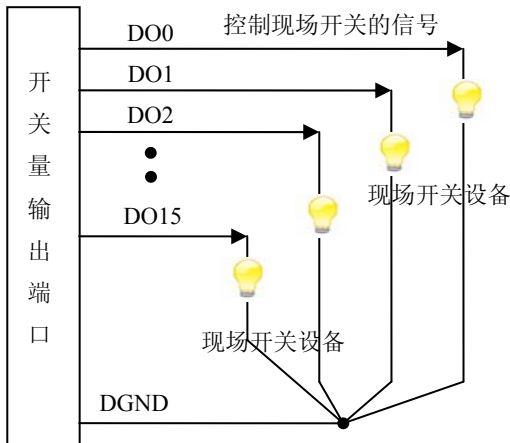 DO0
控制现场开关的信号
DO1
DO2
现场开关设备
DO15
现场开关设备
DGND
开
关
量
输
出
端
口